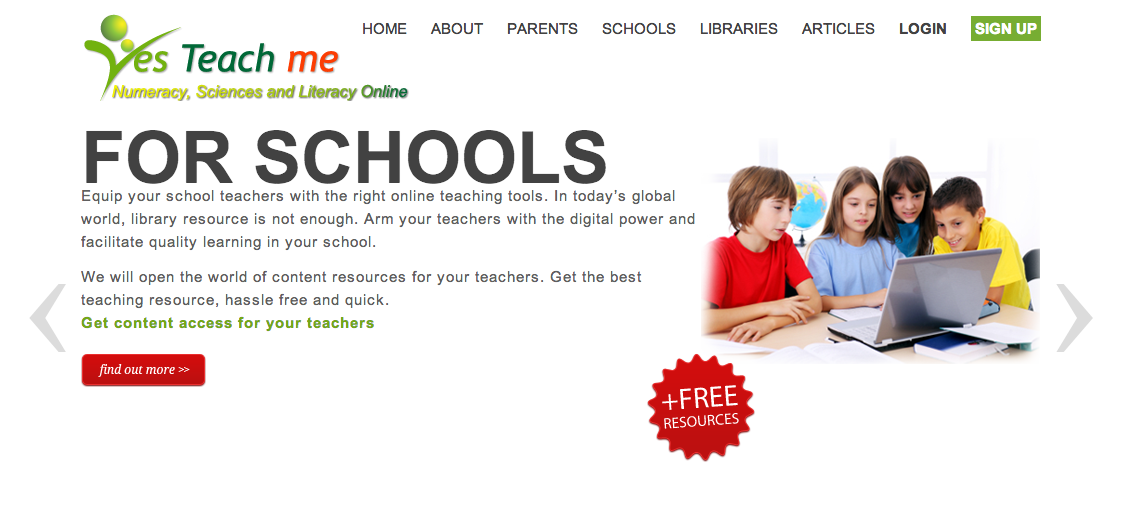 Yes Teach me
Numeracy, Sciences and Literacy Online
HOME ABOUT PARENTS SCHOOLS LIBRARIES ARTICLES LOGIN SIGN UP
FOR SCHOOLS
Equip your school teachers with the right online teaching tools. In today’s global
world, library resource is not enough. Arm your teachers with the digital power and
facilitate quality learning in your school.
We will open the world of content resources for your teachers. Get the best
teaching resource, hassle free and quick.
Get content access for your teachers
find out more >>
+FREE
RESOURCES